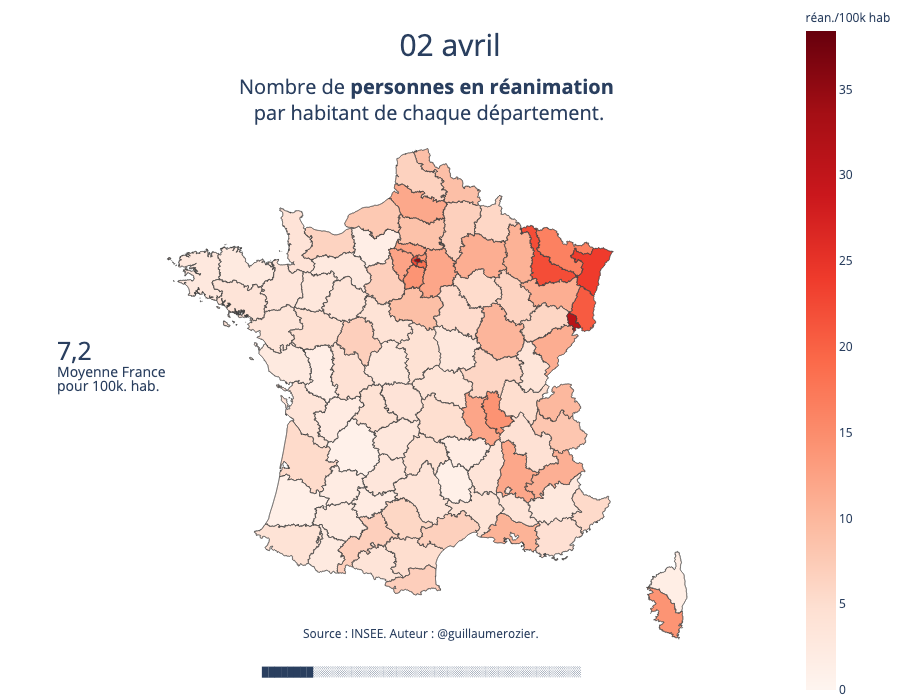 réan./100k hab
02 avril
Nombre de personnes en réanimation
par habitant de chaque département.
35
30
25
20
15
10
5
0
7,2
Moyenne France
pour 100k. hab.
Source : INSEE. Auteur : @guillaumerozier.